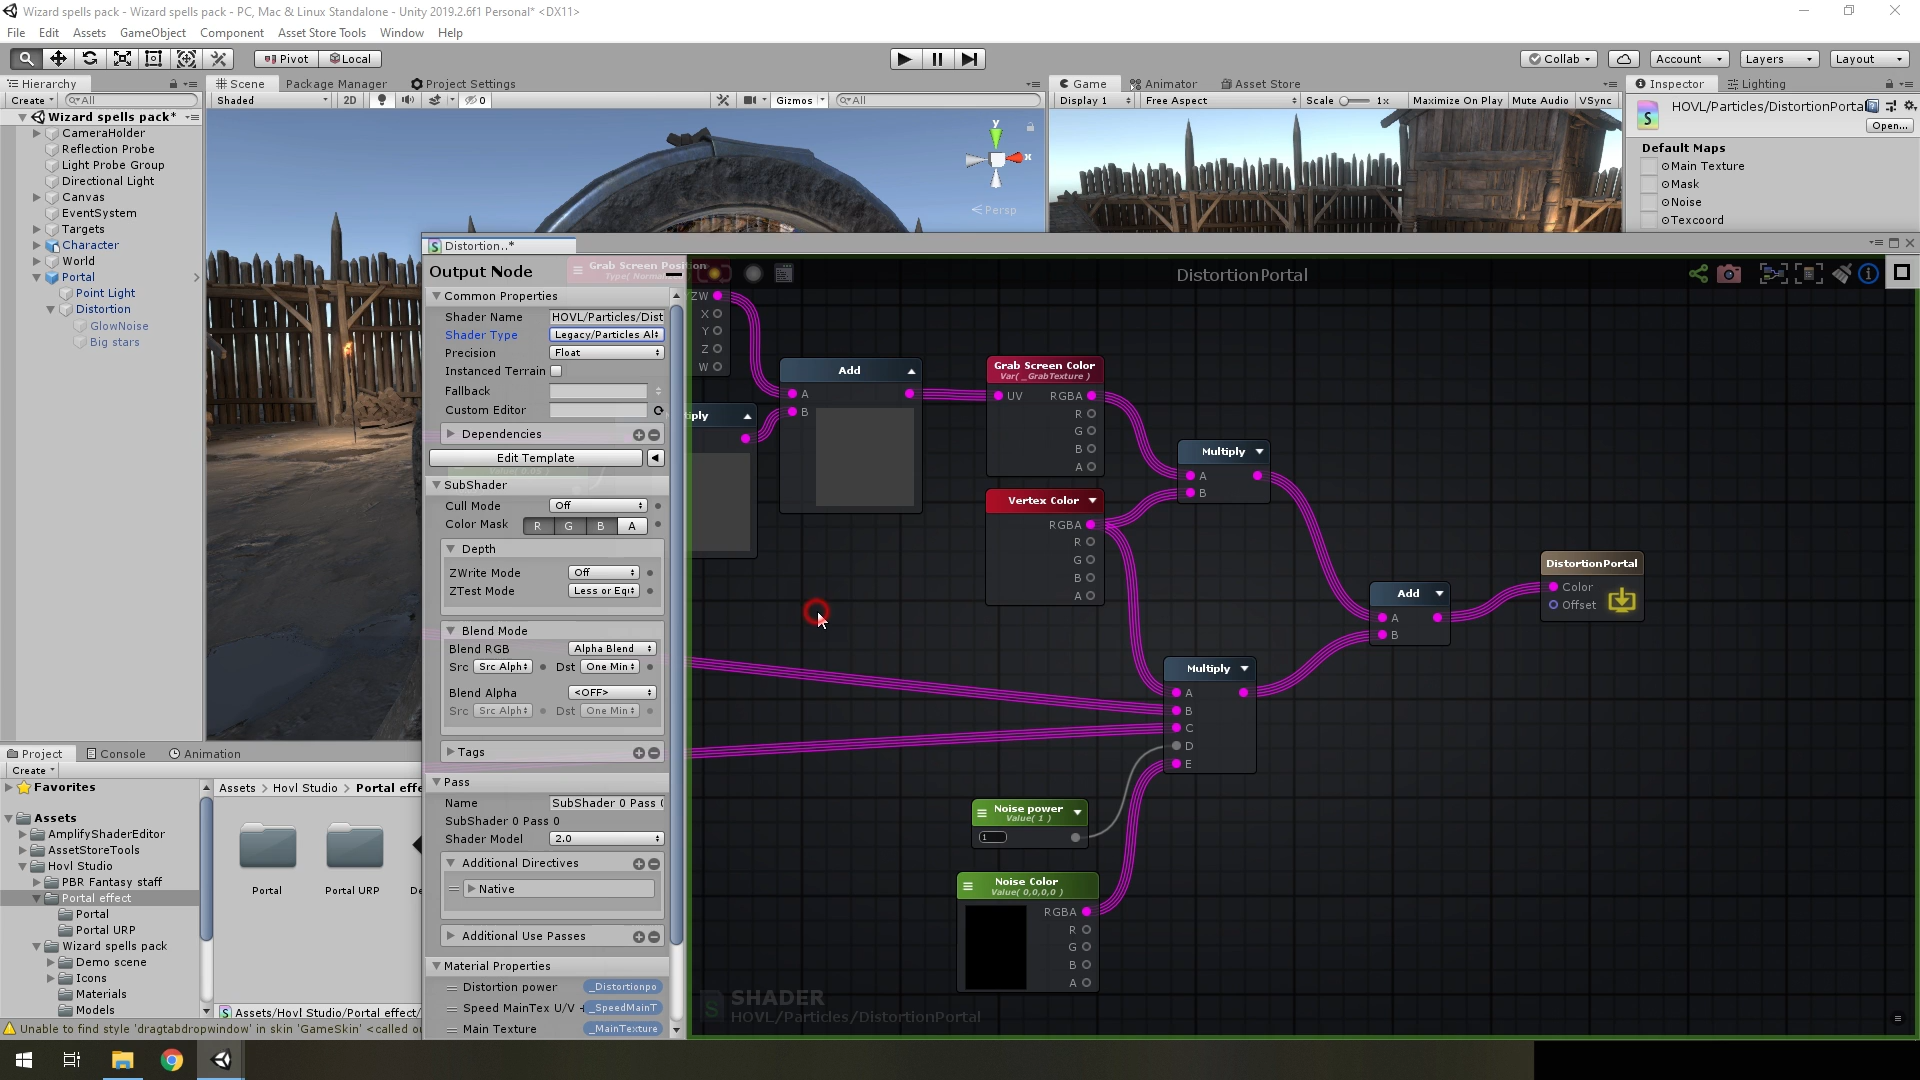 Wizard spells pack - Wizard spells pack - PC, Mac & Linux Standalone - Unity 2019.2.6f1 Personal* <DX11>
File Edit Assets GameObject Component Asset Store Tools Window Help
Pivot Local Collab Account Layers Layout
Hierarchy
Create All
Wizard spells pack*
CameraHolder
Reflection Probe
Light Probe Group
Directional Light
Canvas
EventSystem
Targets
Character
World
Portal
Point Light
Distortion
GlowNoise
Big stars
Scene Package Manager Project Settings
Shaded 2D 0 Gizmos All
y
x
Persp
Game Animator Asset Store
Display 1 Free Aspect Scale 1x Maximize On Play Mute Audio VSync
Inspector Lighting
HOVL/Particles/DistortionPortal
Open...
Default Maps
Main Texture
Mask
Noise
Texcoord
Distortion..*
Output Node
Common Properties
Shader Name HOVL/Particles/Dist
Shader Type Legacy/Particles Al
Precision Float
Instanced Terrain
Fallback
Custom Editor
Dependencies
Edit Template
SubShader
Cull Mode Off
Color Mask R G B A
Depth
ZWrite Mode Off
ZTest Mode Less or Eq
Blend Mode
Blend RGB Alpha Blend
Src Src Alph Dst One Min
Blend Alpha <OFF>
Src Src Alph Dst One Min
Tags
Pass
Name SubShader 0 Pass (
SubShader 0 Pass 0
Shader Model 2.0
Additional Directives
Native
Additional Use Passes
Material Properties
Distortion power _Distortionpo
Speed MainTex U/V + _SpeedMainT
Main Texture _MainTexture
Grab Screen Position
DistortionPortal
ZW
X
Y
Z
W
iply
Add
A
B
Grab Screen Color
Var( _GrabTexture )
UV RGBA
R
G
B
A
Vertex Color
RGBA
R
G
B
A
Multiply
A
B
Multiply
A
B
C
D
E
Add
A
B
DistortionPortal
Color
Offset
Noise power
Value( 1 )
1
Noise Color
Value( 0,0,0,0 )
RGBA
R
G
B
A
SHADER
HOVL/Particles/DistortionPortal
Project Console Animation
Create
Favorites
Assets
AmplifyShaderEditor
AssetStoreTools
Hovl Studio
PBR Fantasy staff
Portal effect
Portal
Portal URP
Wizard spells pack
Demo scene
Icons
Materials
Models
Assets > Hovl Studio > Portal effe
Portal
Portal URP
Assets/Hovl Studio/Portal effect/
Unable to find style 'dragtabdropwindow' in skin 'GameSkin' <called o